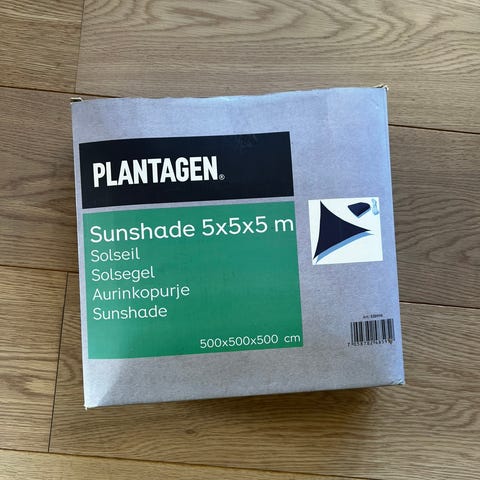 PLANTAGEN®
Sunshade 5x5x5 m
Solseil
Solsegel
Aurinkopurje
Sunshade
500x500x500 cm